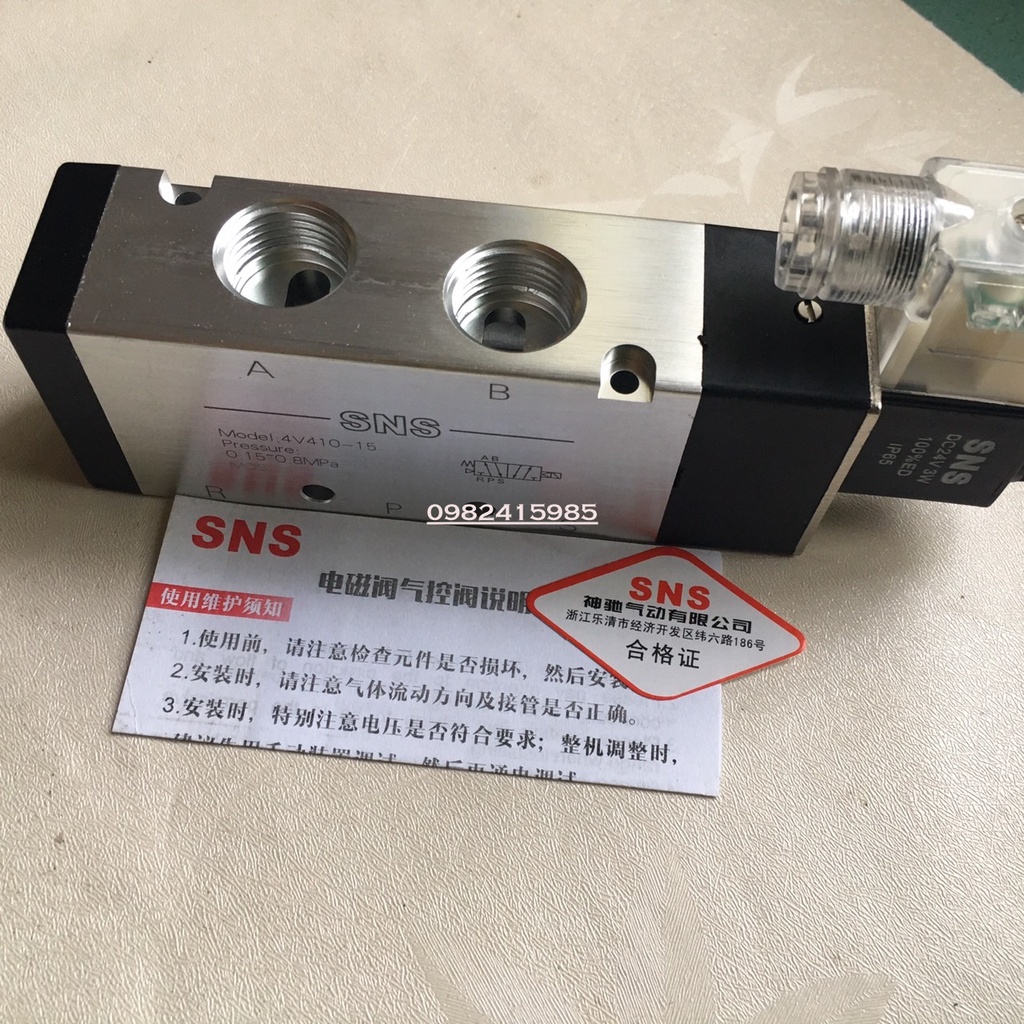 A
B
SNS
Model:4V410-15
Pressure:
0.15~0.8MPa
A B
R P S
R
P
0982415985
SNS
DC24V/3W
100%ED
IP65
SNS
电磁阀气控阀说明
使用维护须知
1.使用前，请注意检查元件是否损坏，然后安装
2.安装时，请注意气体流动方向及接管是否正确。
3.安装时，特别注意电压是否符合要求；整机调整时，
SNS
神驰气动有限公司
浙江乐清市经济开发区纬六路186号
合格证